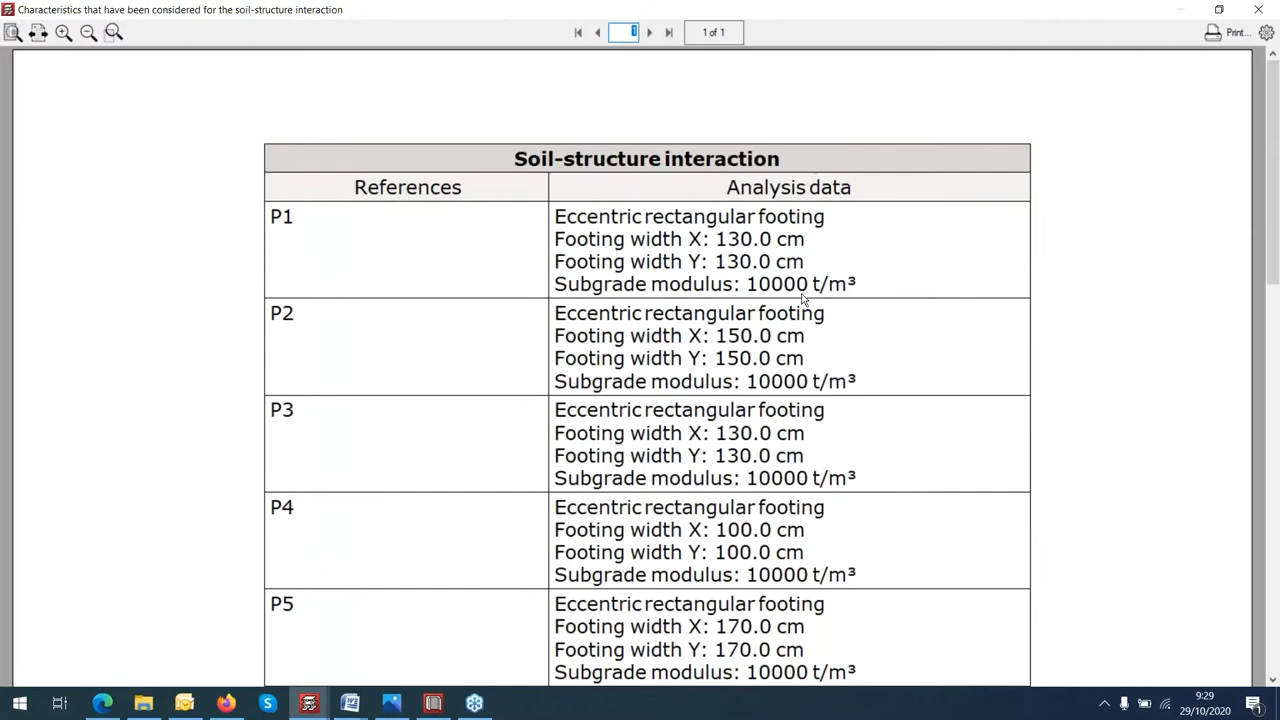 Characteristics that have been considered for the soil-structure interaction
1
1 of 1
Print...
Soil-structure interaction
References
Analysis data
P1
Eccentric rectangular footing
Footing width X: 130.0 cm
Footing width Y: 130.0 cm
Subgrade modulus: 10000 t/m³
P2
Eccentric rectangular footing
Footing width X: 150.0 cm
Footing width Y: 150.0 cm
Subgrade modulus: 10000 t/m³
P3
Eccentric rectangular footing
Footing width X: 130.0 cm
Footing width Y: 130.0 cm
Subgrade modulus: 10000 t/m³
P4
Eccentric rectangular footing
Footing width X: 100.0 cm
Footing width Y: 100.0 cm
Subgrade modulus: 10000 t/m³
P5
Eccentric rectangular footing
Footing width X: 170.0 cm
Footing width Y: 170.0 cm
Subgrade modulus: 10000 t/m³
9:29
29/10/2020
1